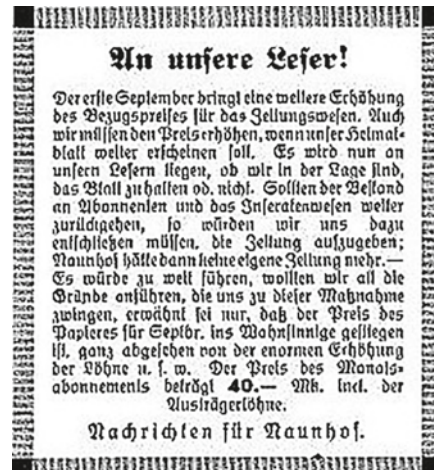 An unsere Leser!
Der erste September bringt eine weitere Erhöhung
des Bezugspreises für das Zeitungswesen. Auch
wir müssen den Preis erhöhen, wenn unser Heimat-
blatt weiter erscheinen soll. Es wird nun an
unsern Lesern liegen, ob wir in der Lage sind,
das Blatt zu halten od. nicht. Sollten der Bestand
an Abonnenten und das Inseratenwesen weiter
zurückgehen, so würden wir uns dazu
entschließen müssen, die Zeitung aufzugeben;
Naunhof hätte dann keine eigene Zeitung mehr.—
Es würde zu weit führen, wollten wir all die
Gründe anführen, die uns zu dieser Maßnahme
zwingen, erwähnt sei nur, daß der Preis des
Papieres für Septbr. ins Wahnsinnige gestiegen
ist, ganz abgesehen von der enormen Erhöhung
der Löhne u. s. w. Der Preis des Monats-
abonnements beträgt 40.— Mk. incl. der
Austrägerlöhne.
Nachrichten für Naunhof.